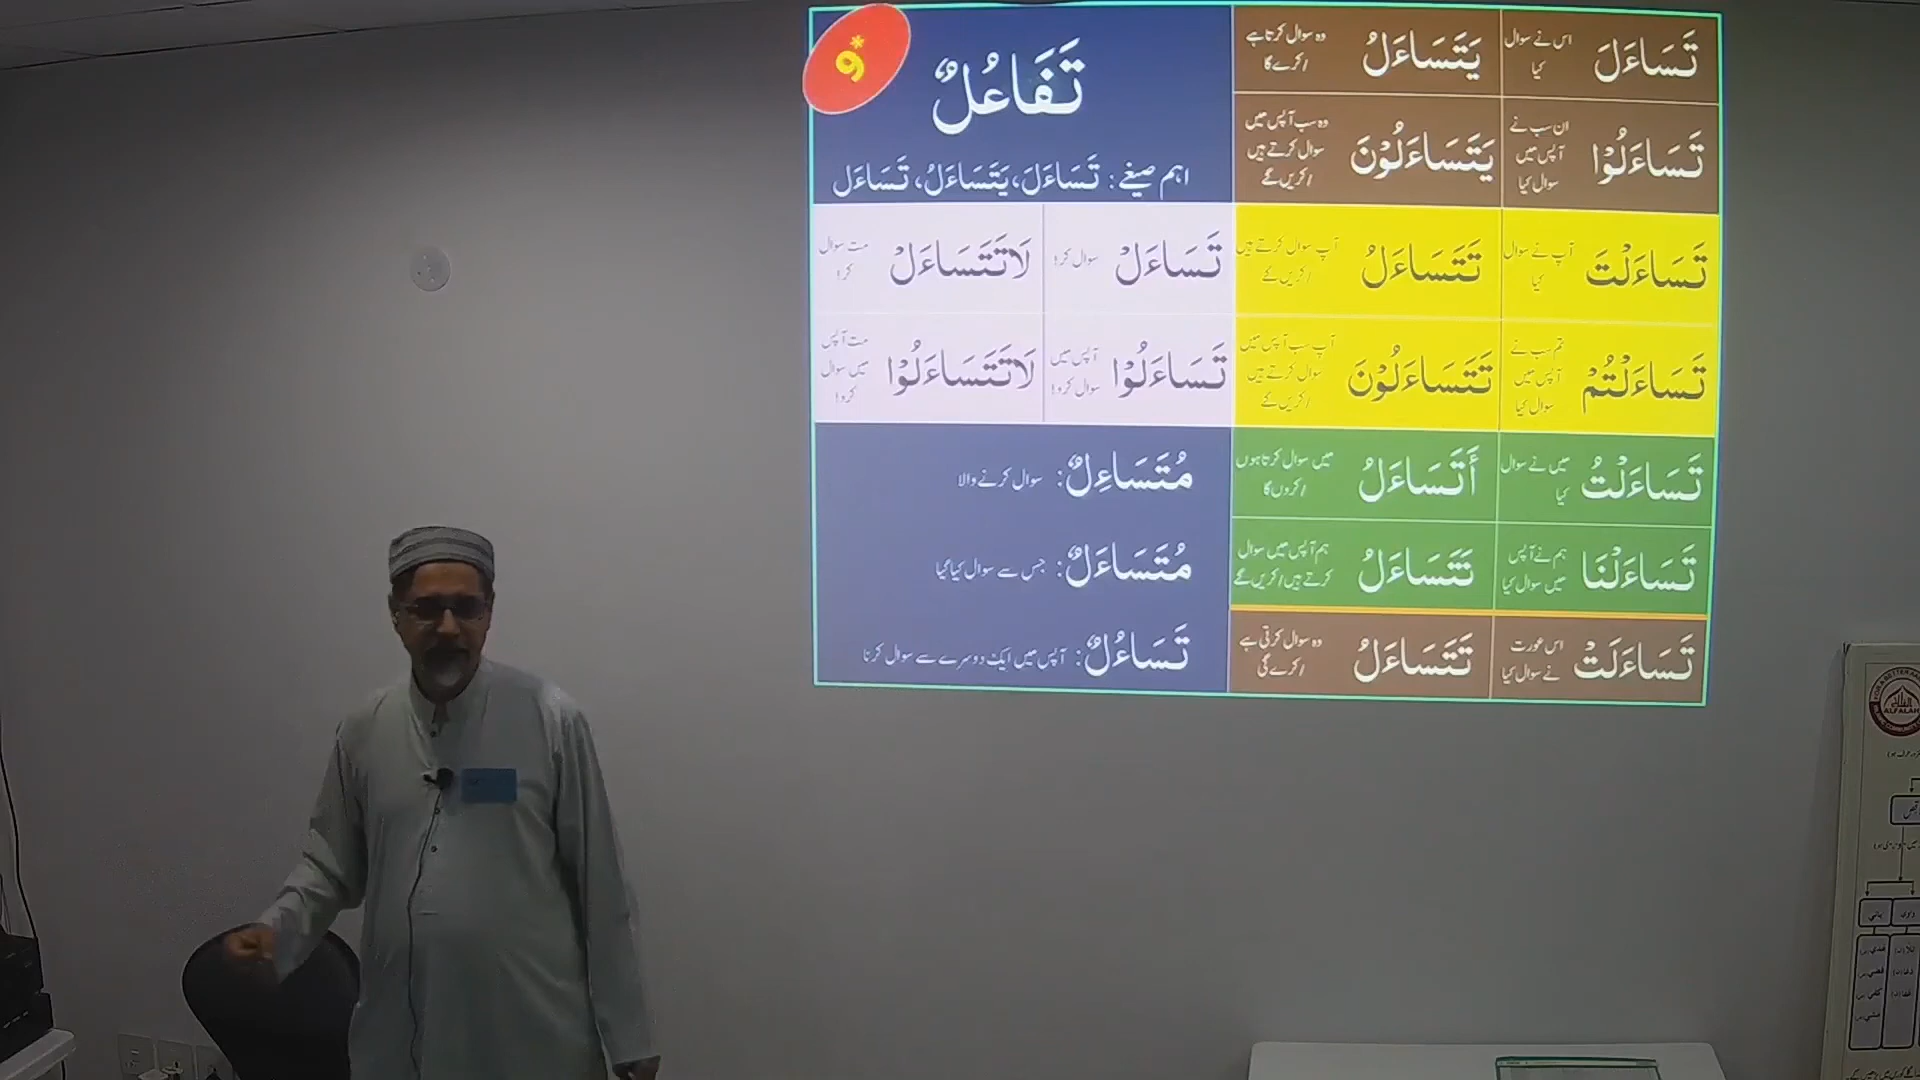 تَسَاءَلَ
اس نے سوال
کیا
يَتَسَاءَلُ
وہ سوال کرتا ہے
/ کرے گا
تَسَاءَلُوْا
ان سب نے
آپس میں
سوال کیا
يَتَسَاءَلُوْنَ
وہ سب آپس میں
سوال کرتے ہیں
/ کریں گے
تَفَاعُلٌ
و*
اہم صیغے: تَسَاءَلَ، يَتَسَاءَلُ، تَسَاءَل
تَسَاءَلْتَ
آپ نے سوال
کیا
تَتَسَاءَلُ
آپ سوال کرتے ہیں
/ کریں گے
تَسَاءَلْ
سوال کر!
لَا تَتَسَاءَلْ
مت سوال
کر!
تَسَاءَلْتُمْ
تم سب نے
آپس میں
سوال کیا
تَتَسَاءَلُوْنَ
آپ سب آپس میں
سوال کرتے ہیں
/ کریں گے
تَسَاءَلُوْا
آپس میں
سوال کرو!
لَا تَتَسَاءَلُوْا
مت آپس
میں سوال
کرو!
تَسَاءَلْتُ
میں نے سوال
کیا
أَتَسَاءَلُ
میں سوال کرتا ہوں
/ کروں گا
مُتَسَاءِلٌ: سوال کرنے والا
تَسَاءَلْنَا
ہم نے آپس
میں سوال کیا
نَتَسَاءَلُ
ہم آپس میں سوال
کرتے ہیں / کریں گے
مُتَسَاءَلٌ: جس سے سوال کیا گیا
تَسَاءَلَتْ
اس عورت
نے سوال کیا
تَتَسَاءَلُ
وہ سوال کرتی ہے
/ کرے گی
تَسَاءُلٌ: آپس میں ایک دوسرے سے سوال کرنا
ALFALAH